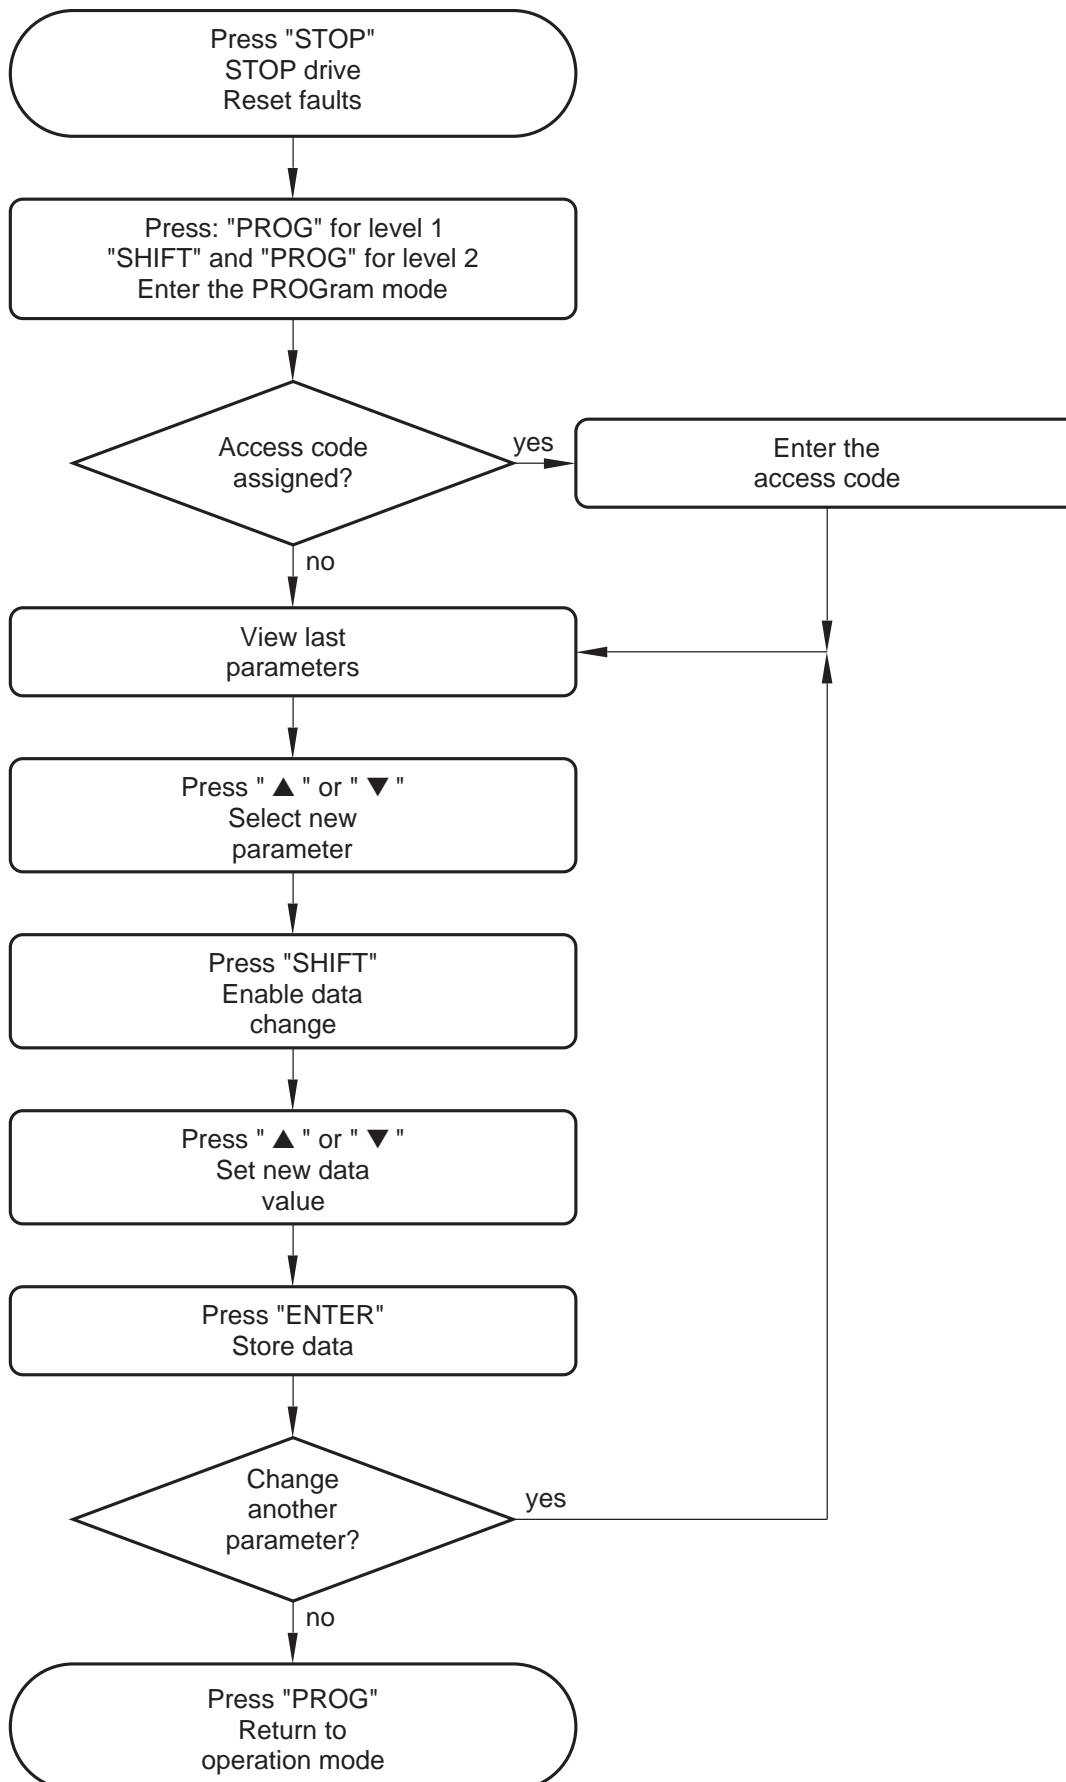 Press "STOP"
STOP drive
Reset faults
Press: "PROG" for level 1
"SHIFT" and "PROG" for level 2
Enter the PROGram mode
Access code
assigned?
yes
Enter the
access code
no
View last
parameters
Press " ▲ " or " ▼ "
Select new
parameter
Press "SHIFT"
Enable data
change
Press " ▲ " or " ▼ "
Set new data
value
Press "ENTER"
Store data
Change
another
parameter?
yes
no
Press "PROG"
Return to
operation mode